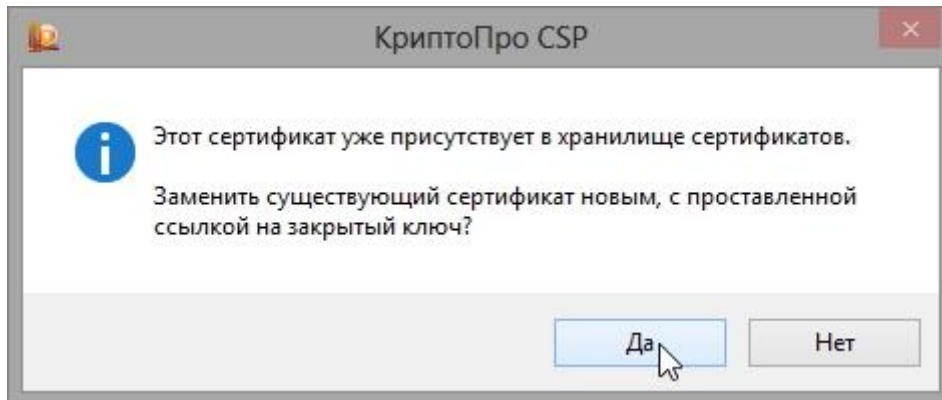 КриптоПро CSP
Этот сертификат уже присутствует в хранилище сертификатов.
Заменить существующий сертификат новым, с проставленной
ссылкой на закрытый ключ?
Да
Нет